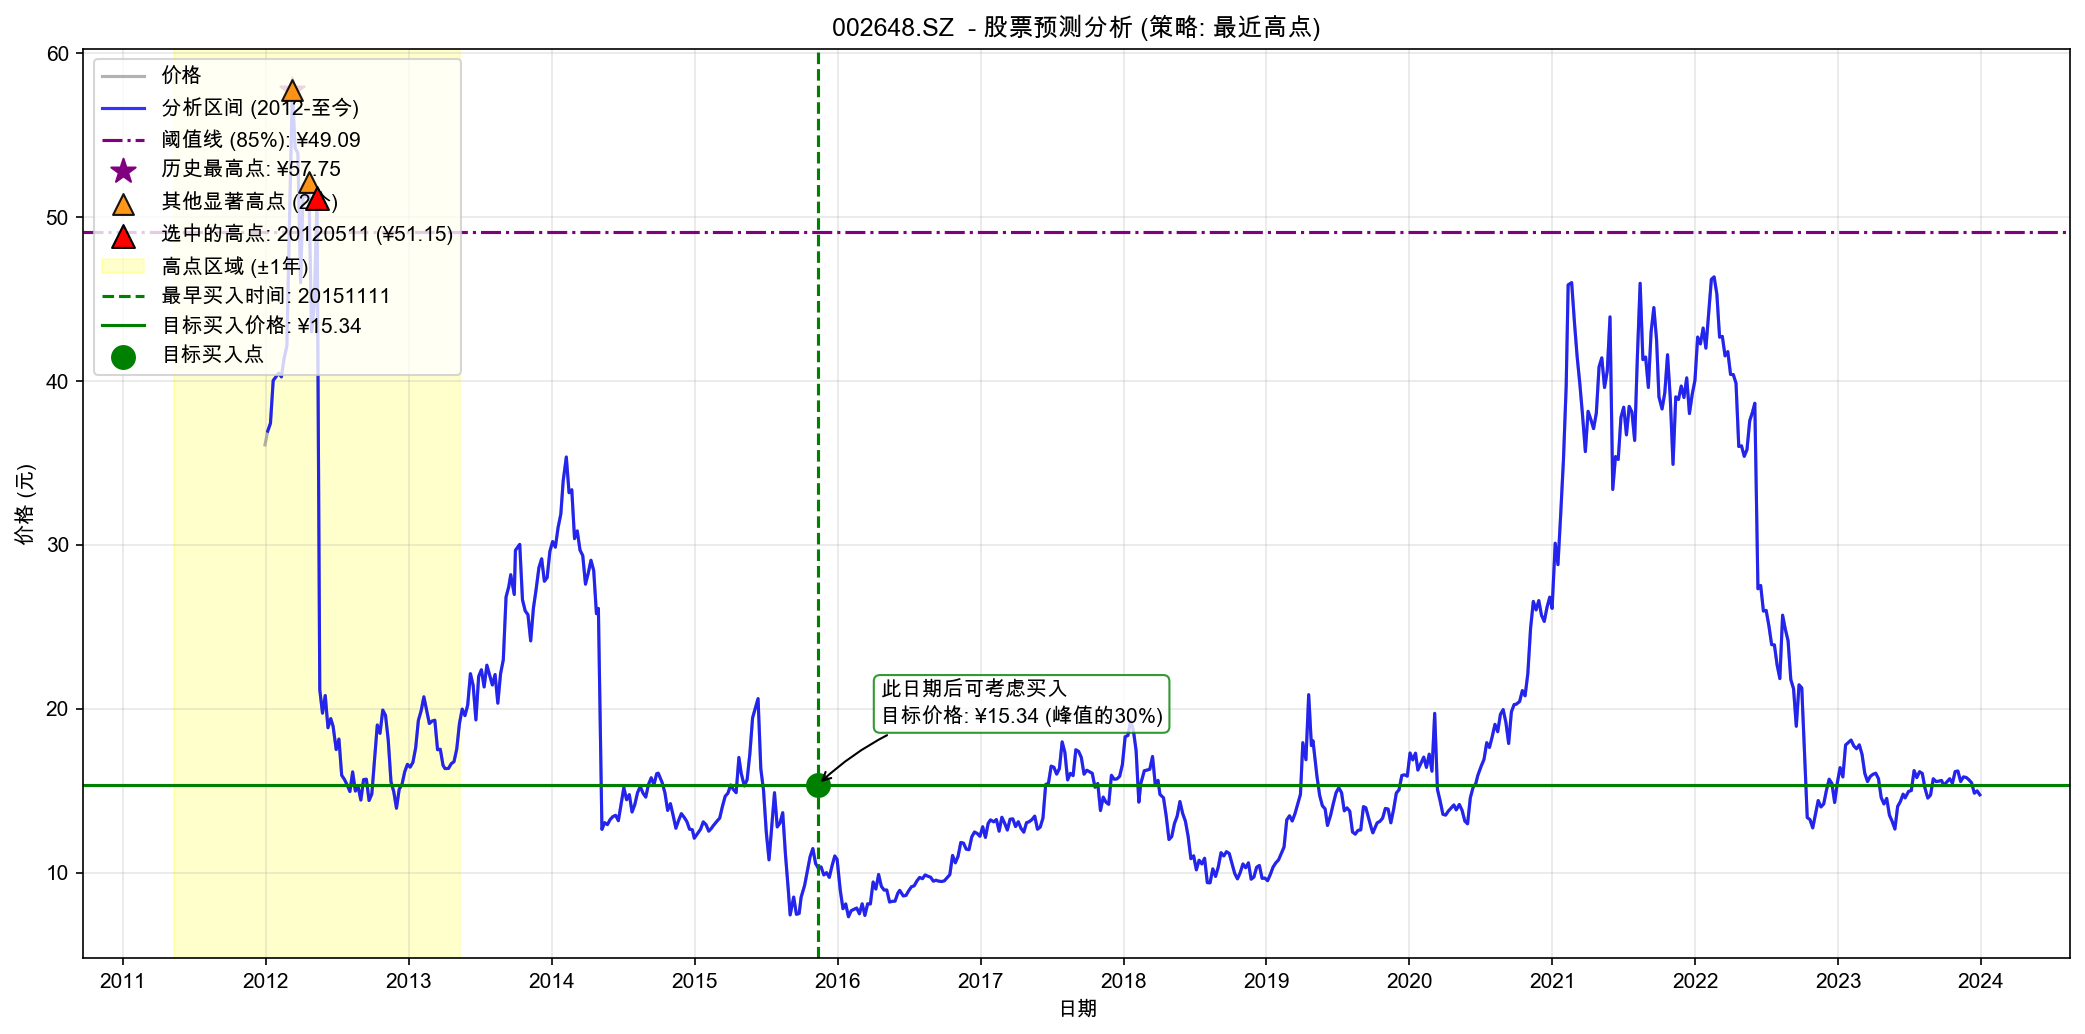 002648.SZ  - 股票预测分析 (策略: 最近高点)
价格 (元)
60
50
40
30
20
10
价格
分析区间 (2012-至今)
阈值线 (85%): ¥49.09
历史最高点: ¥57.75
其他显著高点 (2个)
选中的高点: 20120511 (¥51.15)
高点区域 (±1年)
最早买入时间: 20151111
目标买入价格: ¥15.34
目标买入点
此日期后可考虑买入
目标价格: ¥15.34 (峰值的30%)
2011
2012
2013
2014
2015
2016
2017
2018
2019
2020
2021
2022
2023
2024
日期